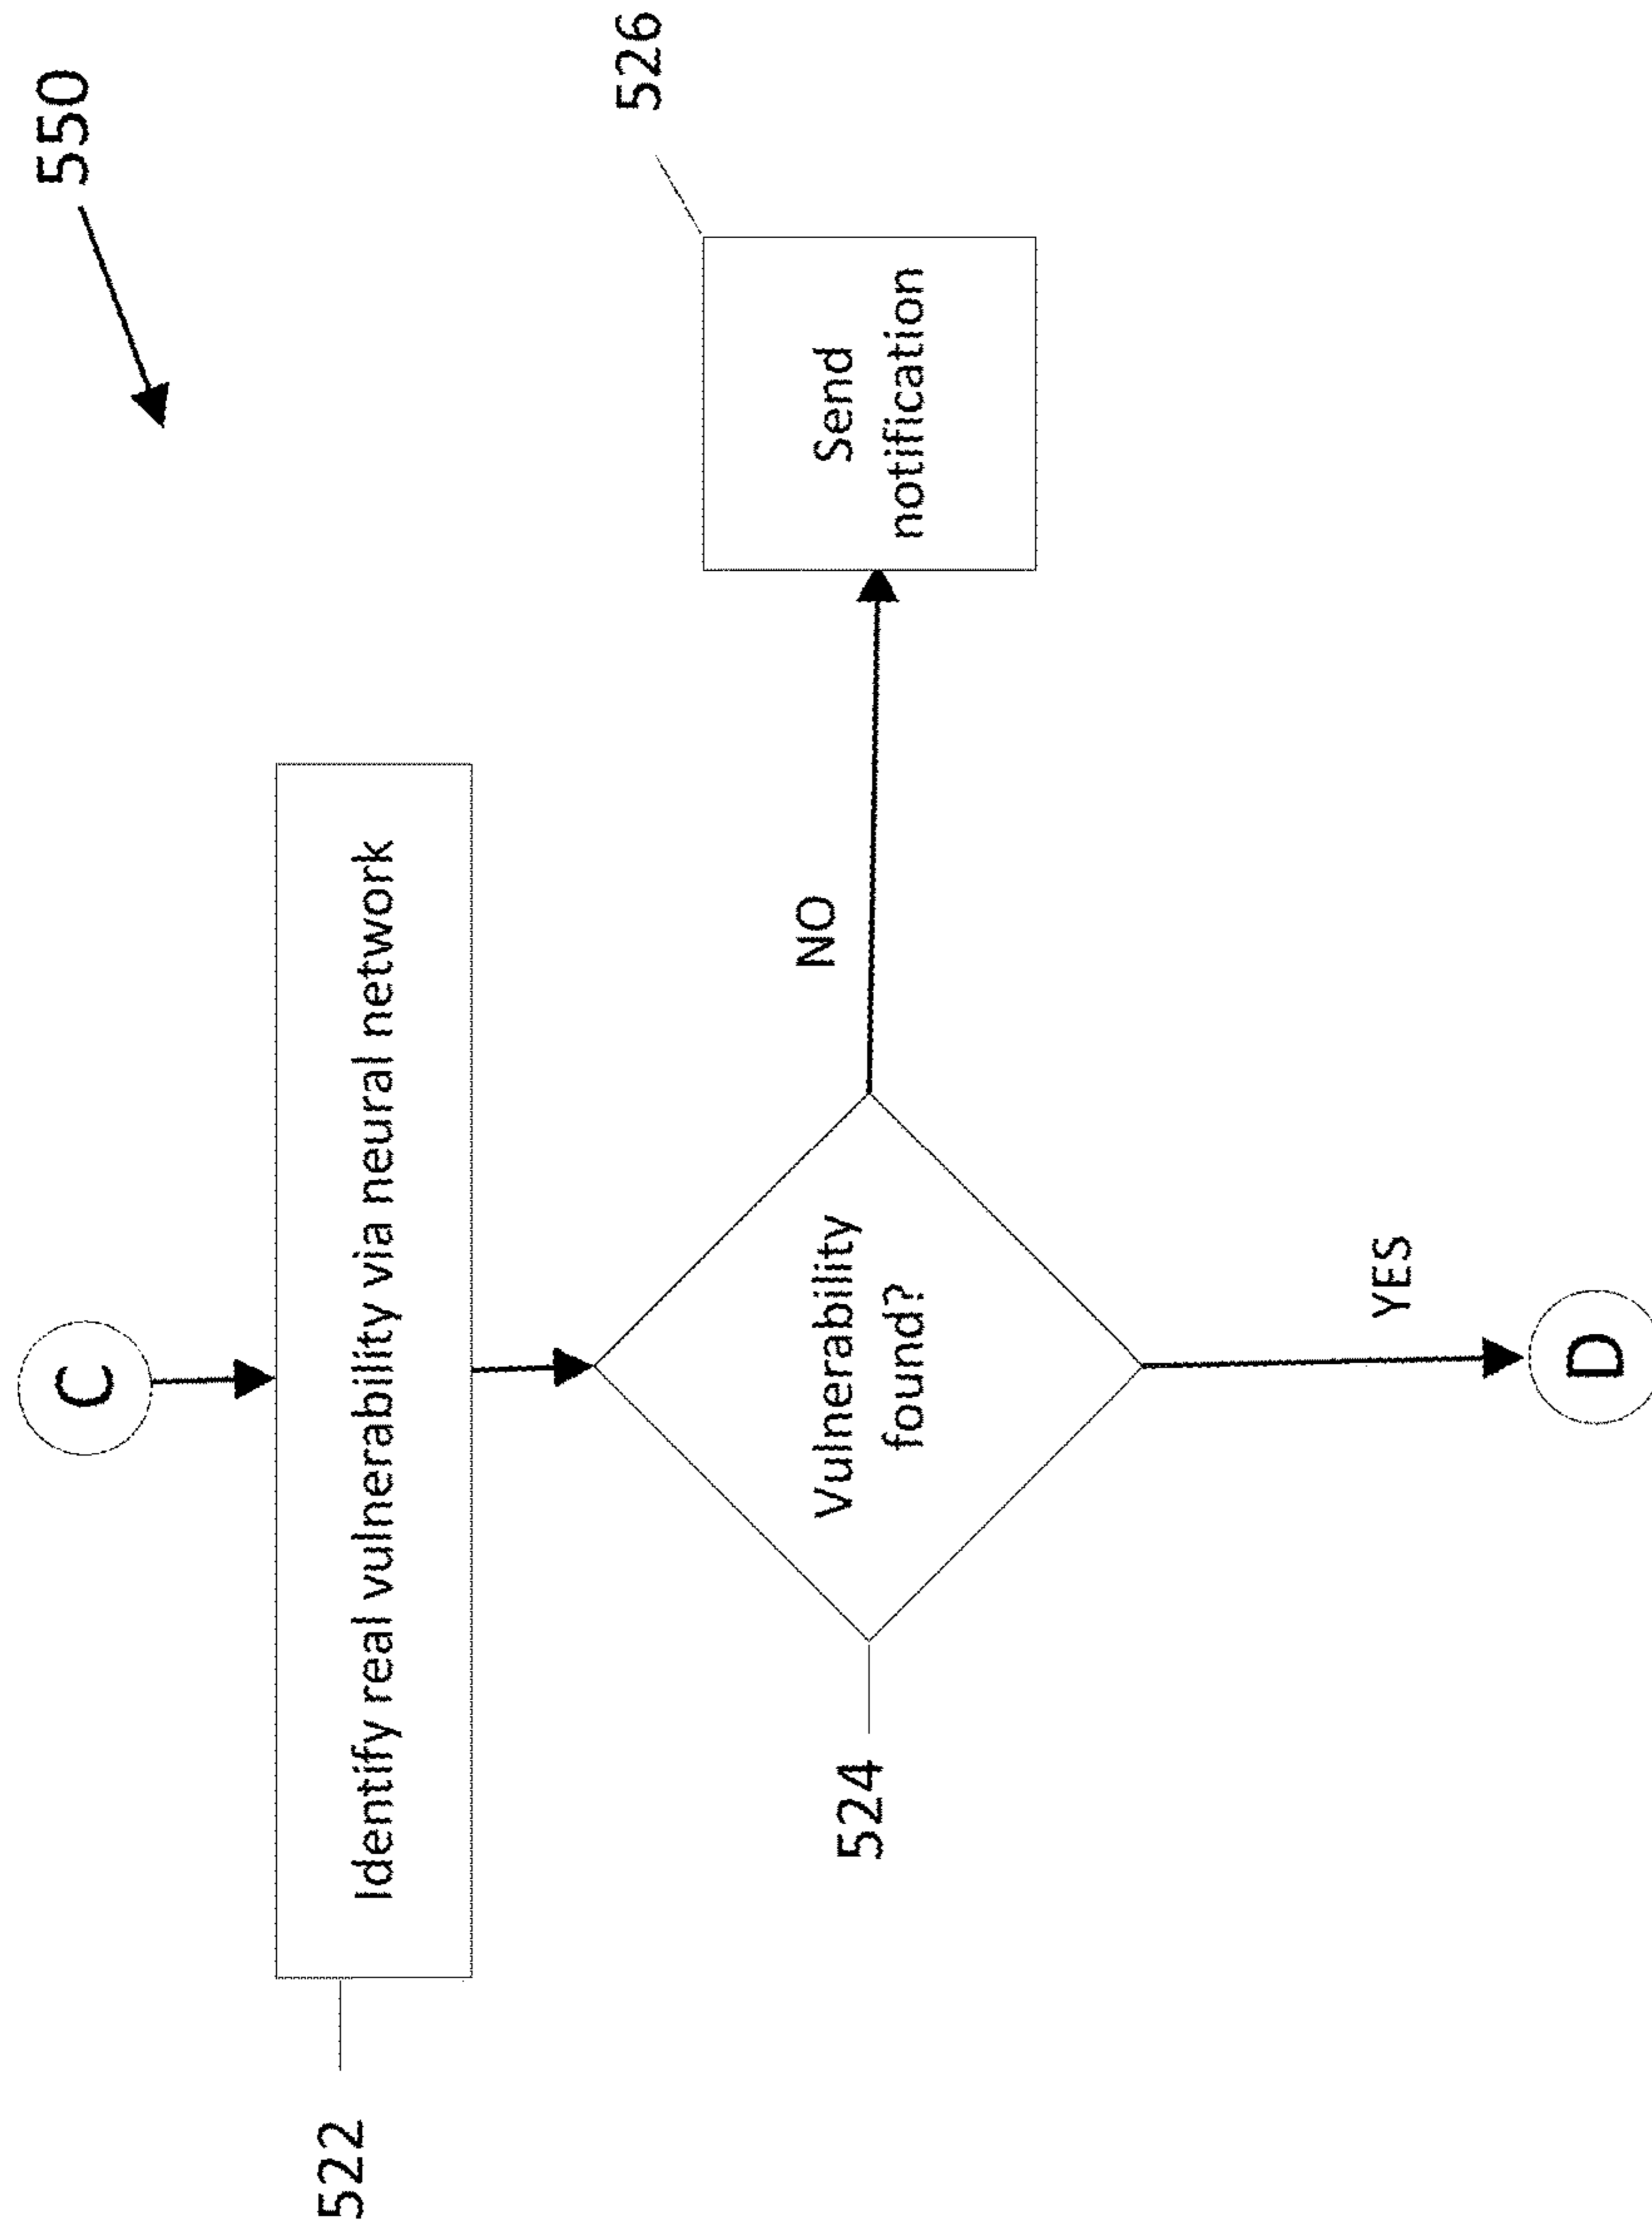 550
C
522
Identify real vulnerability via neural network
524
Vulnerability
found?
NO
526
Send
notification
YES
D